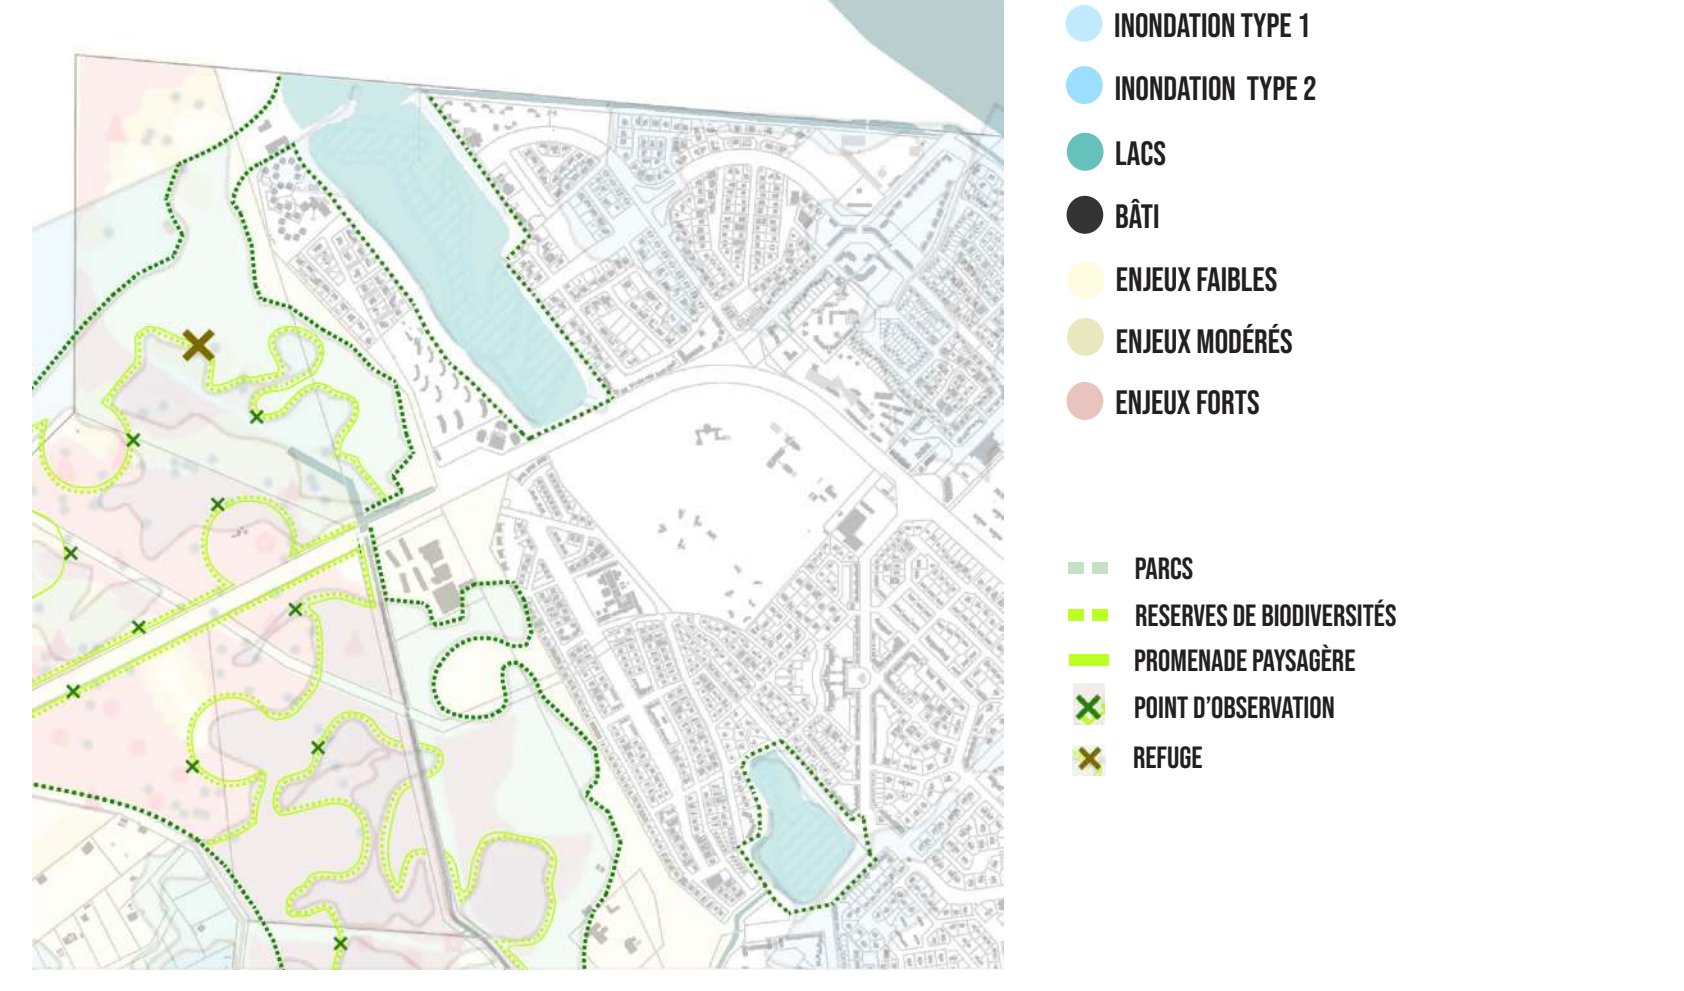 INONDATION TYPE 1
INONDATION TYPE 2
LACS
BÂTI
ENJEUX FAIBLES
ENJEUX MODÉRÉS
ENJEUX FORTS
PARCS
RESERVES DE BIODIVERSITÉS
PROMENADE PAYSAGÈRE
POINT D'OBSERVATION
REFUGE